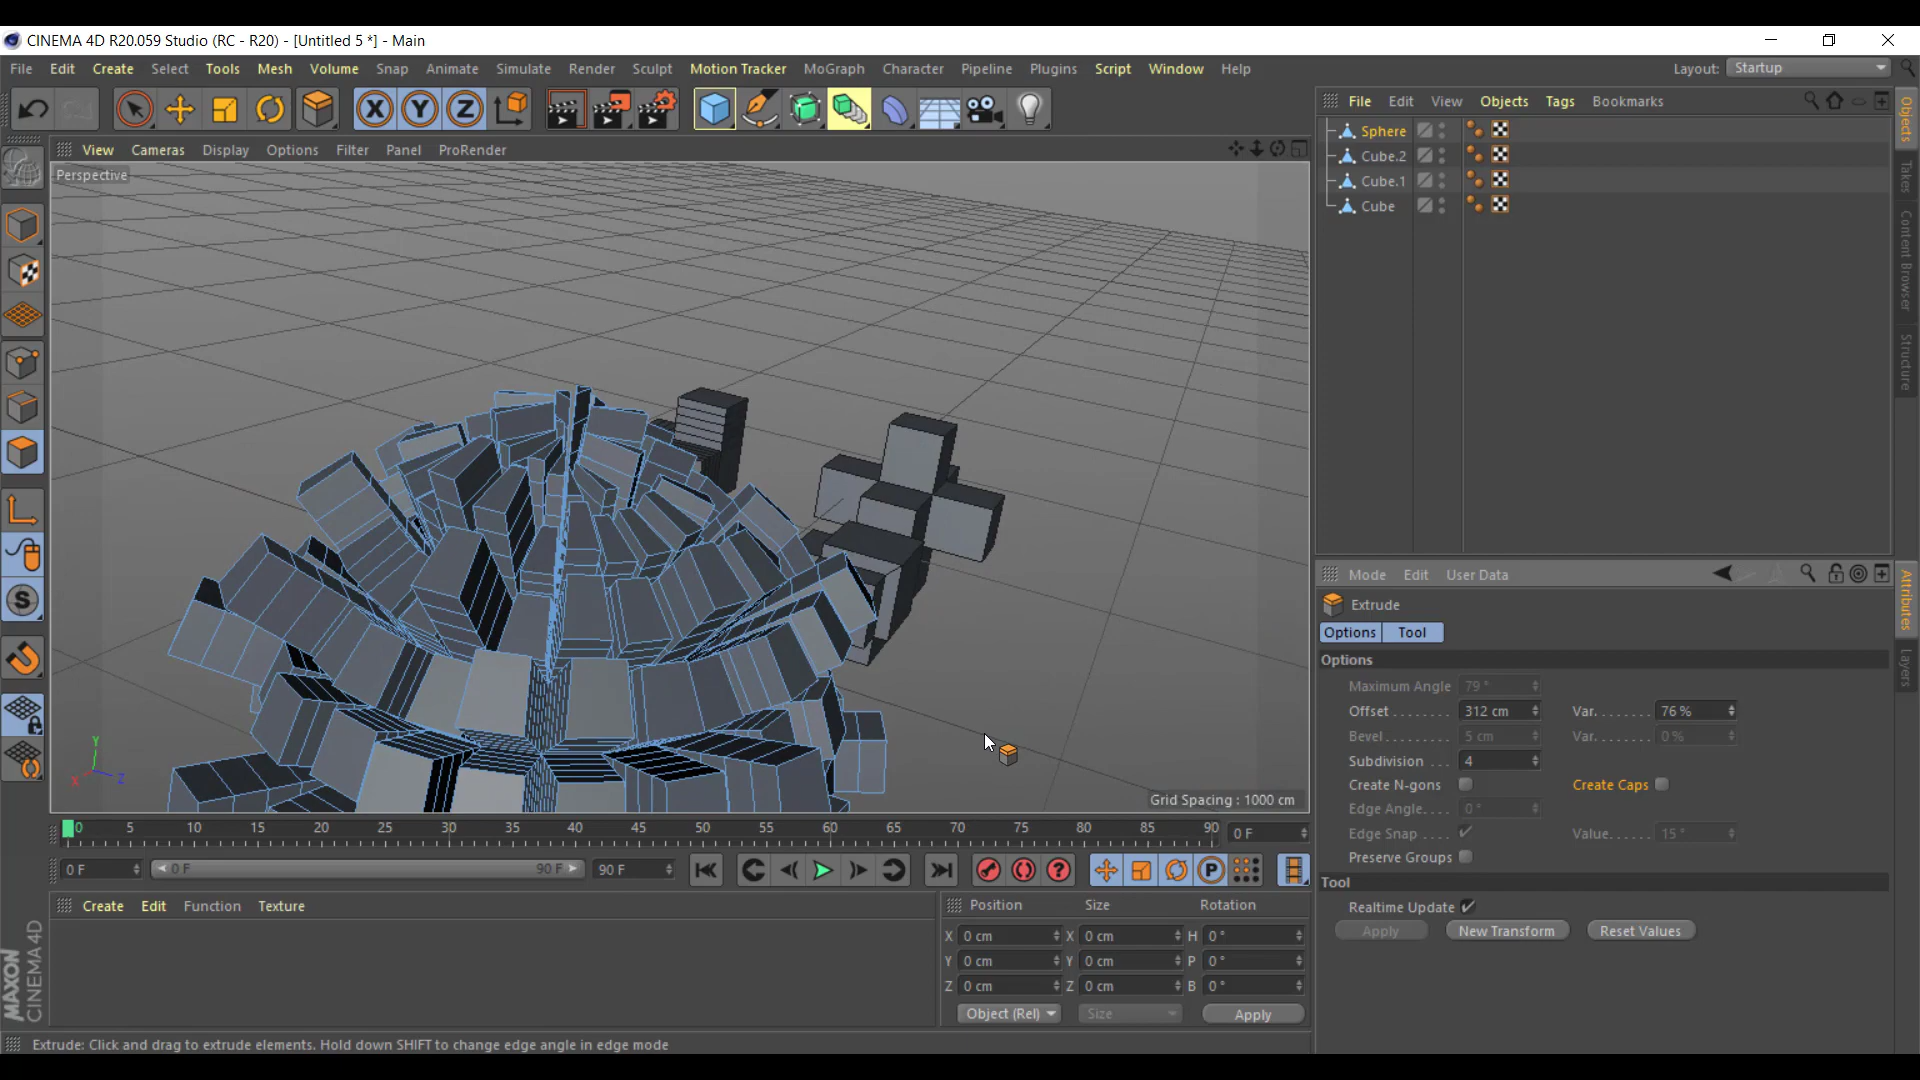 CINEMA 4D R20.059 Studio (RC - R20) - [Untitled 5 *] - Main
File Edit Create Select Tools Mesh Volume Snap Animate Simulate Render Sculpt Motion Tracker MoGraph Character Pipeline Plugins Script Window Help Layout: Startup
X Y Z
File Edit View Objects Tags Bookmarks
View Cameras Display Options Filter Panel ProRender
Perspective
Sphere
Cube.2
Cube.1
Cube
Objects
Takes
Content Browser
Structure
Mode Edit User Data
Extrude
Options Tool
Options
Maximum Angle 79 °
Offset . . . . . . . . 312 cm Var. . . . . . . . 76 %
Bevel . . . . . . . . . 5 cm Var. . . . . . . . 0 %
Subdivision . . . 4
Create N-gons Create Caps
Edge Angle. . . . 0 °
Edge Snap . . . . Value. . . . . . 15 °
Preserve Groups
Tool
Realtime Update
Apply New Transform Reset Values
Attributes
Layers
S
Y
X Z
Grid Spacing : 1000 cm
0 5 10 15 20 25 30 35 40 45 50 55 60 65 70 75 80 85 90 0 F
0 F 0 F 90 F 90 F
P
Create Edit Function Texture
Position Size Rotation
X 0 cm X 0 cm H 0 °
Y 0 cm Y 0 cm P 0 °
Z 0 cm Z 0 cm B 0 °
Object (Rel) Size Apply
MAXON
CINEMA 4D
Extrude: Click and drag to extrude elements. Hold down SHIFT to change edge angle in edge mode